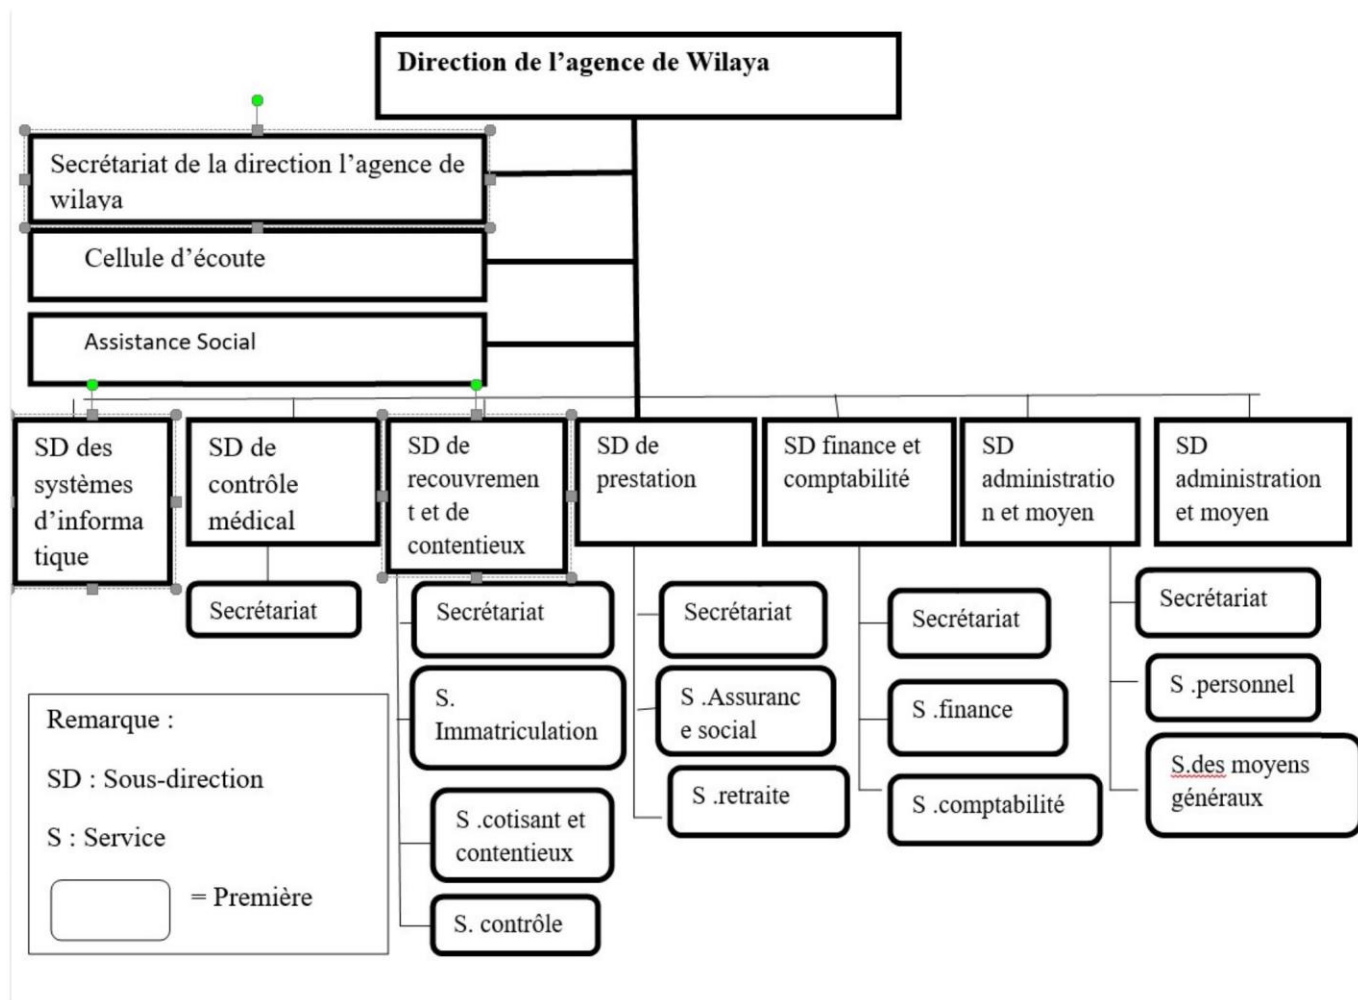 Direction de l'agence de Wilaya
Secrétariat de la direction l'agence de
wilaya
Cellule d'écoute
Assistance Social
SD des
systèmes
d'informa
tique
SD de
contrôle
médical
SD de
recouvremen
t et de
contentieux
SD de
prestation
SD finance et
comptabilité
SD
administratio
n et moyen
SD
administration
et moyen
Secrétariat
Secrétariat
S.
Immatriculation
S .cotisant et
contentieux
S. contrôle
Secrétariat
S .Assuranc
e social
S .retraite
Secrétariat
S .finance
S .comptabilité
Secrétariat
S .personnel
S.des moyens
généraux
Remarque :
SD : Sous-direction
S : Service
= Première